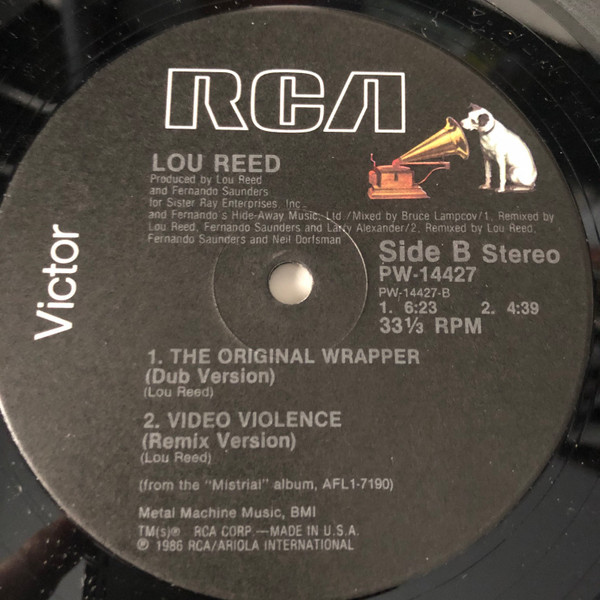 RCA
LOU REED
Produced by Lou Reed
and Fernando Saunders
for Sister Ray Enterprises, Inc.
and Fernando's Hide-Away Music, Ltd./Mixed by Bruce Lampcov/1. Remixed by
Lou Reed, Fernando Saunders and Larry Alexander/2. Remixed by Lou Reed,
Fernando Saunders and Neil Dorfsman
Victor
Side B Stereo
PW-14427
PW-14427-B
1. 6:23 2. 4:39
33⅓ RPM
1. THE ORIGINAL WRAPPER
(Dub Version)
(Lou Reed)
2. VIDEO VIOLENCE
(Remix Version)
(Lou Reed)
(from the "Mistrial" album, AFL1-7190)
Metal Machine Music, BMI
TM(s)® RCA CORP.—MADE IN U.S.A.
℗ 1986 RCA/ARIOLA INTERNATIONAL